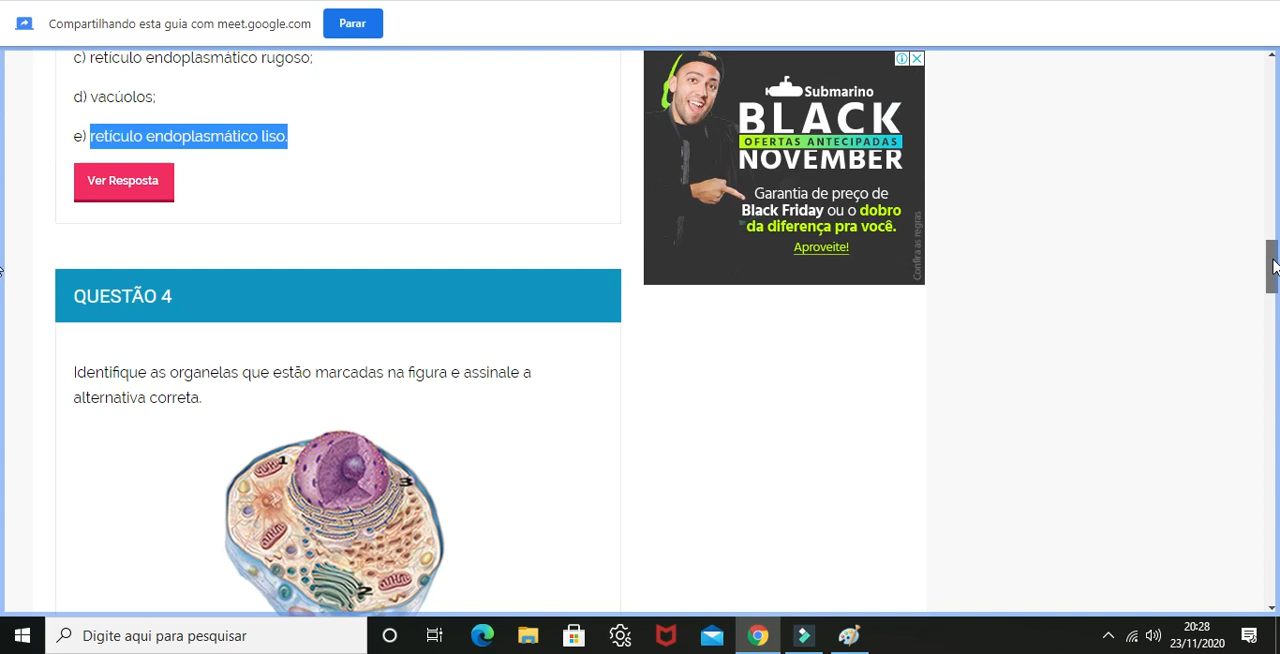 Compartilhando esta guia com meet.google.com
Parar
c) retículo endoplasmático rugoso;
d) vacúolos;
e) retículo endoplasmático liso.
Ver Resposta
QUESTÃO 4
Identifique as organelas que estão marcadas na figura e assinale a
alternativa correta.
1
3
2
Submarino
BLACK
OFERTAS ANTECIPADAS
NOVEMBER
Garantia de preço de
Black Friday ou o dobro
da diferença pra você.
Aproveite!
Confira as regras
Digite aqui para pesquisar
20:28
23/11/2020